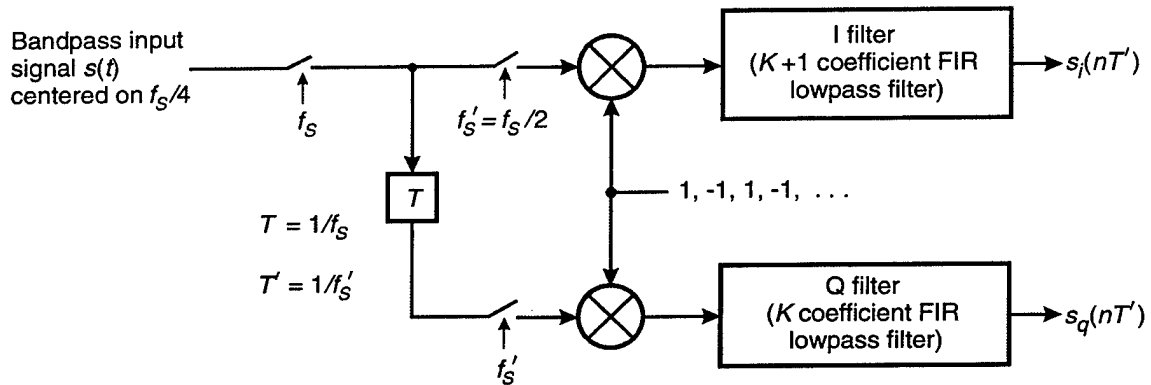 Bandpass input
signal s(t)
centered on f_S/4
f_S
f_S′ = f_S/2
I filter
(K+1 coefficient FIR
lowpass filter)
s_i(nT′)
T
1, -1, 1, -1, . . .
T = 1/f_S
T′ = 1/f_S′
f_S′
Q filter
(K coefficient FIR
lowpass filter)
s_q(nT′)